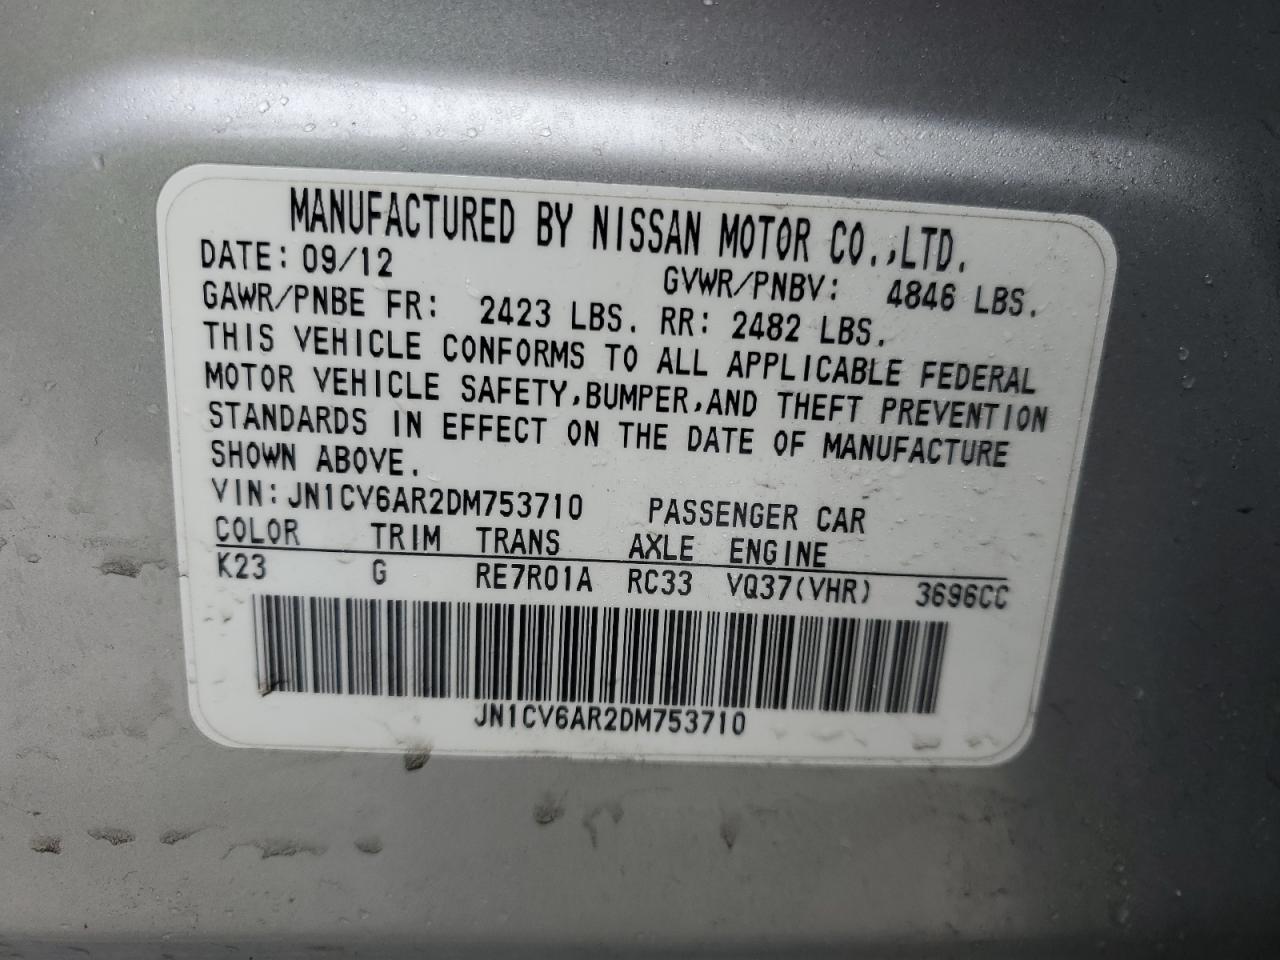 MANUFACTURED BY NISSAN MOTOR CO.,LTD.
DATE: 09/12 GVWR/PNBV: 4846 LBS.
GAWR/PNBE FR: 2423 LBS. RR: 2482 LBS.
THIS VEHICLE CONFORMS TO ALL APPLICABLE FEDERAL
MOTOR VEHICLE SAFETY,BUMPER,AND THEFT PREVENTION
STANDARDS IN EFFECT ON THE DATE OF MANUFACTURE
SHOWN ABOVE.
VIN:JN1CV6AR2DM753710 PASSENGER CAR
COLOR TRIM TRANS AXLE ENGINE
K23 G RE7R01A RC33 VQ37(VHR) 3696CC
JN1CV6AR2DM753710